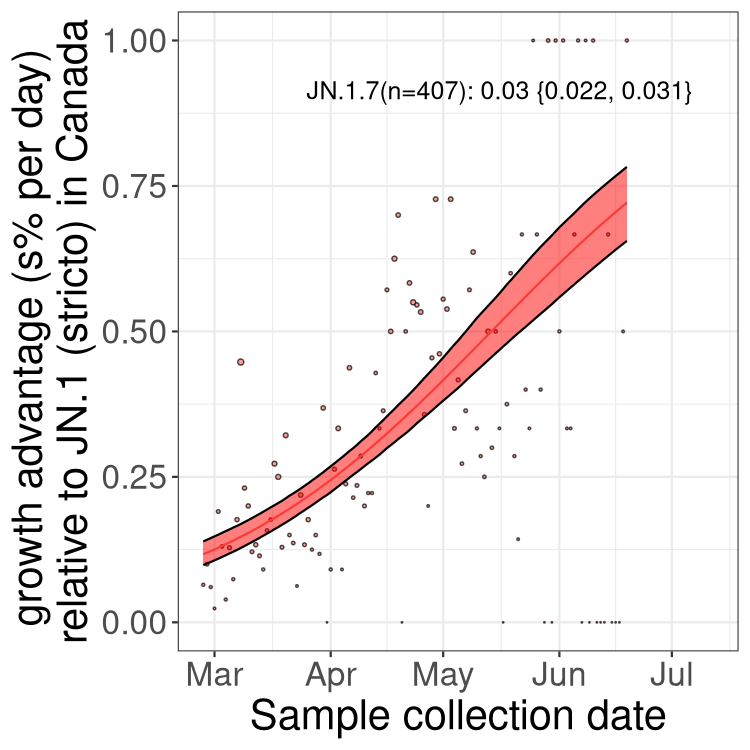 growth advantage (s% per day)
relative to JN.1 (stricto) in Canada
1.00
0.75
0.50
0.25
0.00
JN.1.7(n=407): 0.03 {0.022, 0.031}
Mar Apr May Jun Jul
Sample collection date